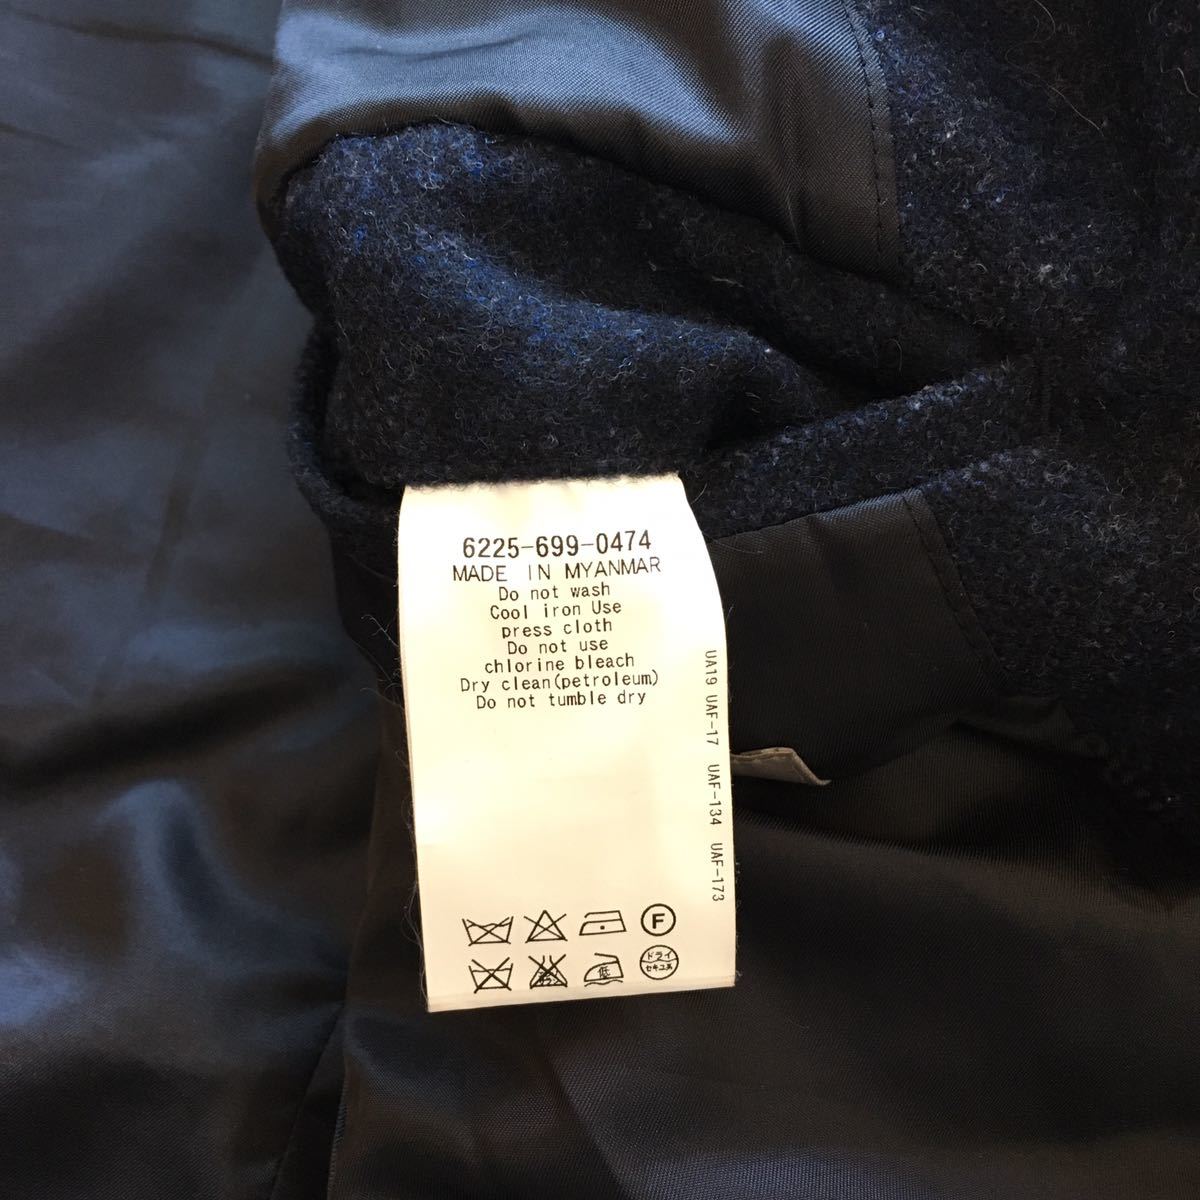 6225-699-0474
MADE IN MYANMAR
Do not wash
Cool iron Use
press cloth
Do not use
chlorine bleach
Dry clean(petroleum)
Do not tumble dry
UA19 UAF-17 UAF-134 UAF-173
F
低
ドライ
セキユ系